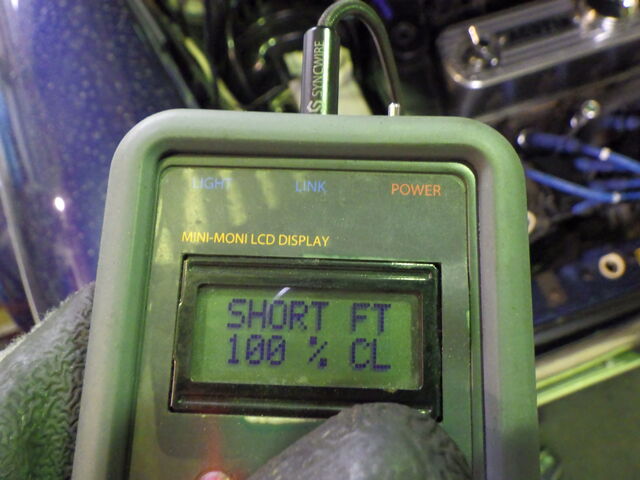 SYNCWIRE
LIGHT LINK POWER
MINI-MONI LCD DISPLAY
SHORT FT
100 % CL